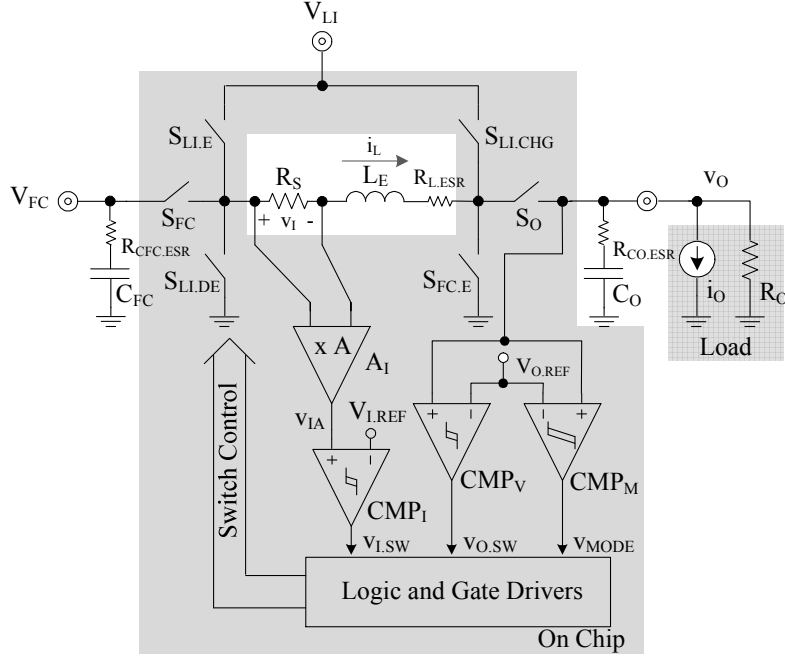 V_LI
S_LI.E
S_LI.CHG
i_L
V_FC
S_FC
R_S
L_E
R_L.ESR
S_O
v_O
+ v_I -
R_CFC.ESR
C_FC
S_LI.DE
S_FC.E
R_CO.ESR
C_O
i_O
R_O
Load
x A
A_I
V_O.REF
v_IA
V_I.REF
+ -
+ -
- +
CMP_I
CMP_V
CMP_M
Switch Control
v_I.SW
v_O.SW
v_MODE
Logic and Gate Drivers
On Chip